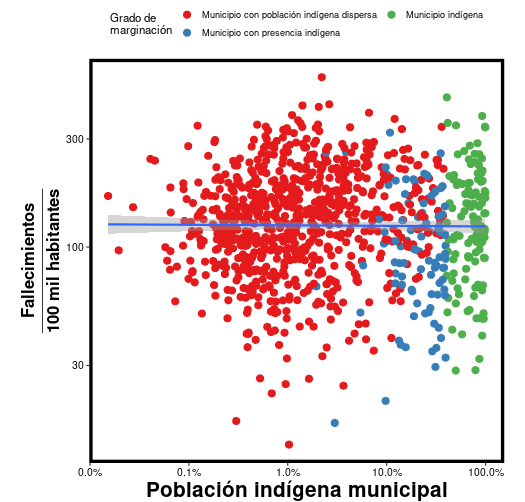 Grado de
marginación
Municipio con población indígena dispersa
Municipio indígena
Municipio con presencia indígena
Fallecimientos
100 mil habitantes
300
100
30
0.0%
0.1%
1.0%
10.0%
100.0%
Población indígena municipal